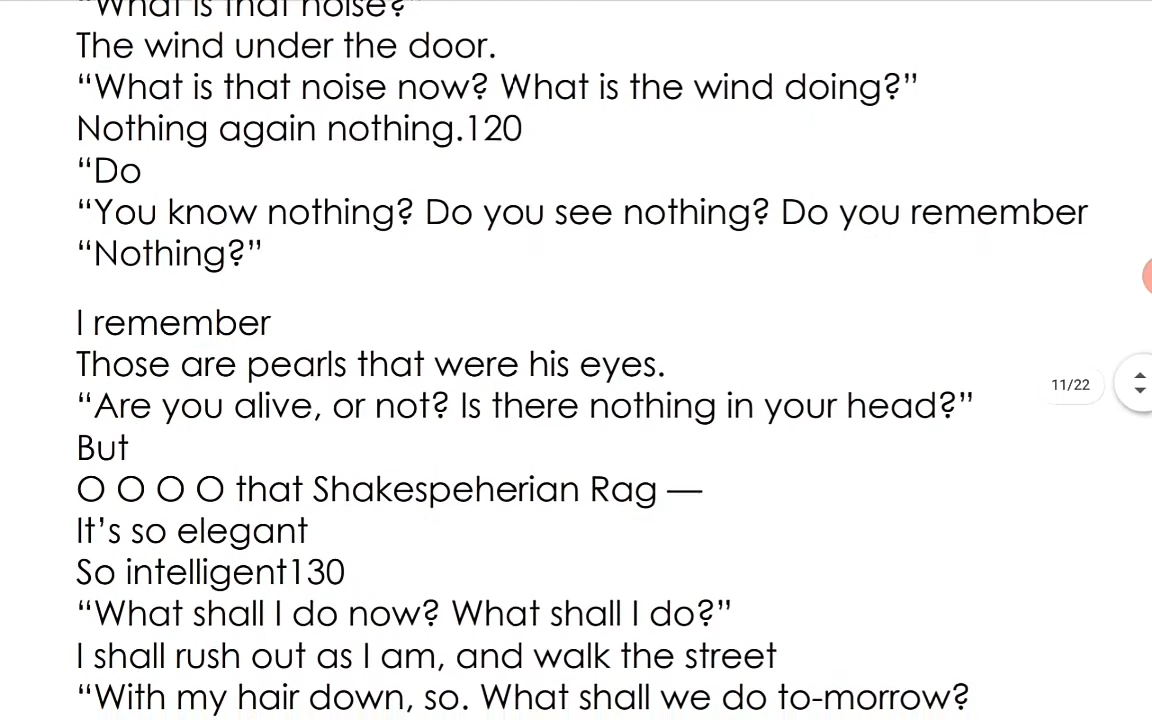 “What is that noise?”
The wind under the door.
“What is that noise now? What is the wind doing?”
Nothing again nothing.120
“Do
“You know nothing? Do you see nothing? Do you remember
“Nothing?”
I remember
Those are pearls that were his eyes.
11/22
“Are you alive, or not? Is there nothing in your head?”
But
O O O O that Shakespeherian Rag —
It’s so elegant
So intelligent130
“What shall I do now? What shall I do?”
I shall rush out as I am, and walk the street
“With my hair down, so. What shall we do to-morrow?